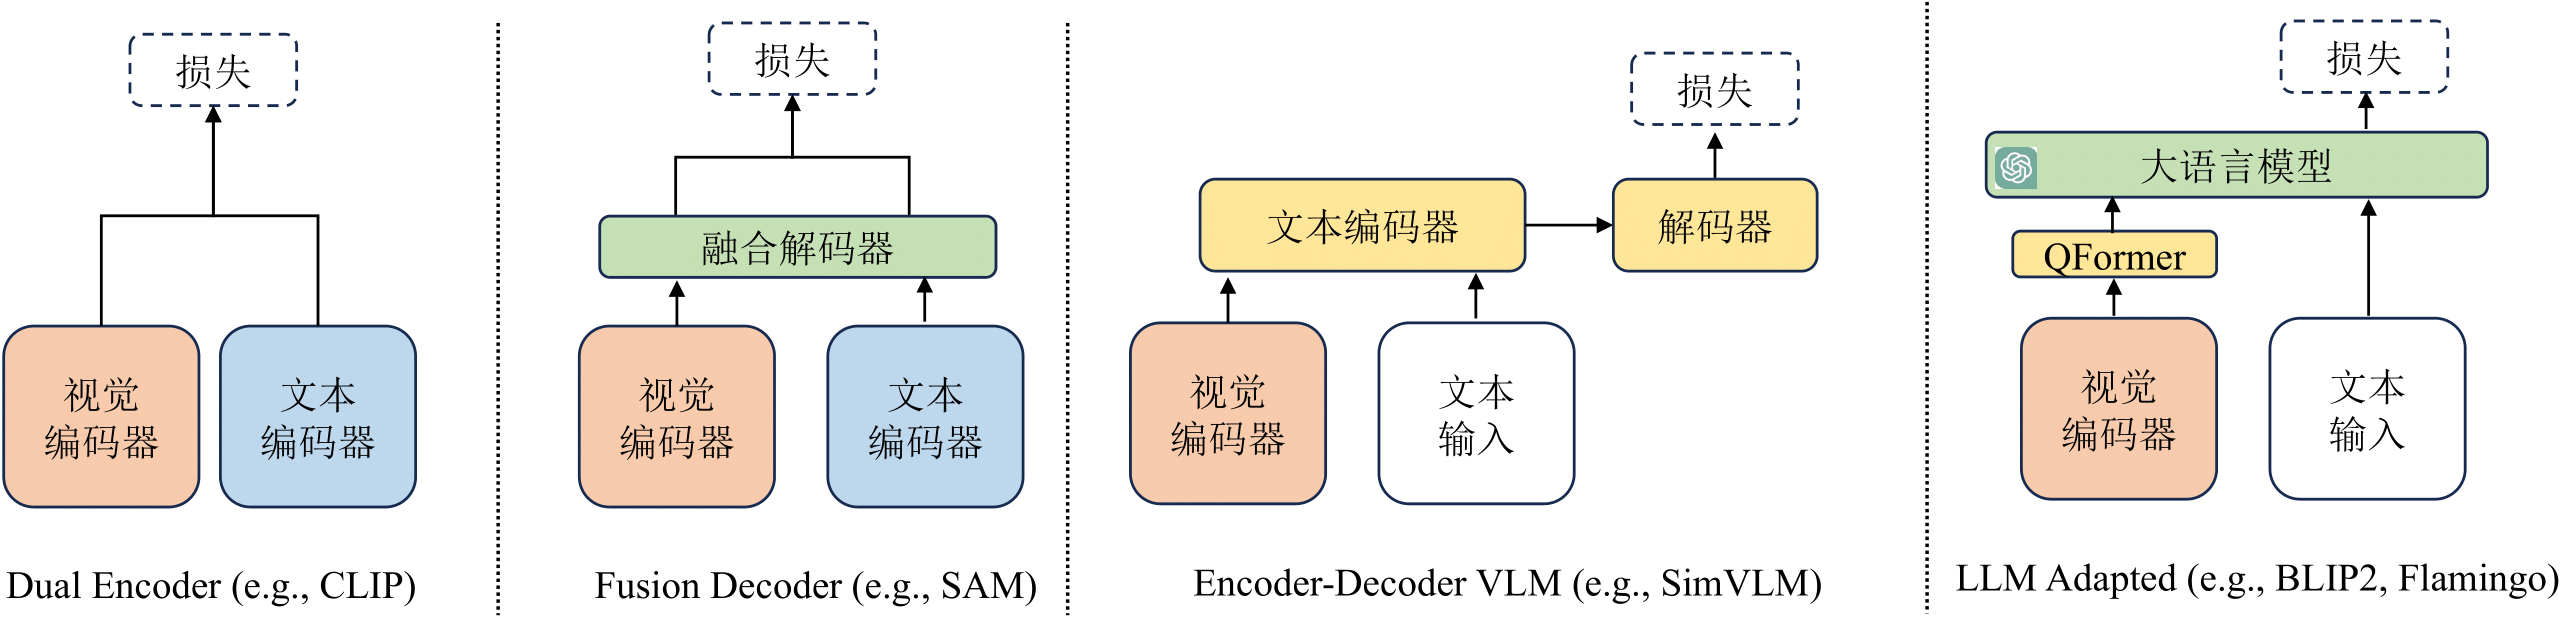 损失
视觉
编码器
文本
编码器
Dual Encoder (e.g., CLIP)
损失
融合解码器
视觉
编码器
文本
编码器
Fusion Decoder (e.g., SAM)
损失
文本编码器
解码器
视觉
编码器
文本
输入
Encoder-Decoder VLM (e.g., SimVLM)
损失
大语言模型
QFormer
视觉
编码器
文本
输入
LLM Adapted (e.g., BLIP2, Flamingo)